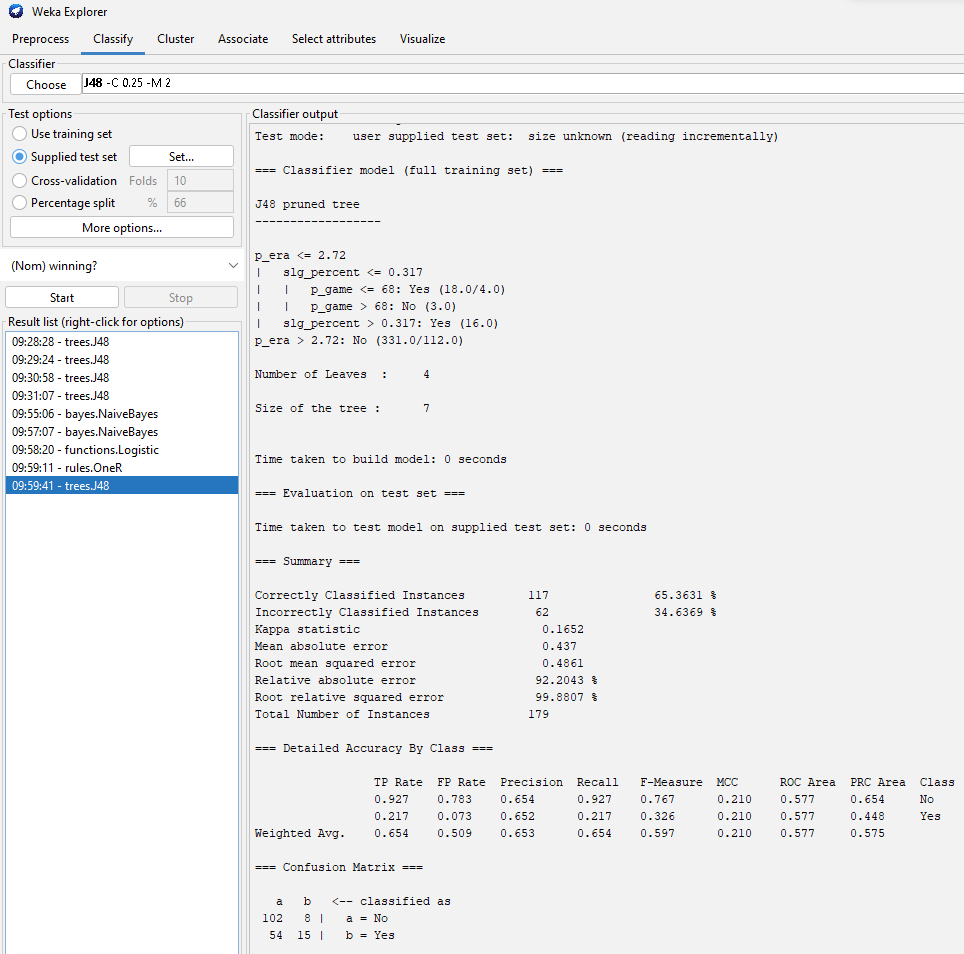 Weka Explorer
Preprocess Classify Cluster Associate Select attributes Visualize
Classifier
Choose J48 -C 0.25 -M 2
Test options
Use training set
Supplied test set Set...
Cross-validation Folds 10
Percentage split % 66
More options...
(Nom) winning?
Start Stop
Result list (right-click for options)
09:28:28 - trees.J48
09:29:24 - trees.J48
09:30:58 - trees.J48
09:31:07 - trees.J48
09:55:06 - bayes.NaiveBayes
09:57:07 - bayes.NaiveBayes
09:58:20 - functions.Logistic
09:59:11 - rules.OneR
09:59:41 - trees.J48
Classifier output
Test mode:    user supplied test set:  size unknown (reading incrementally)
=== Classifier model (full training set) ===
J48 pruned tree
------------------
p_era <= 2.72
|   slg_percent <= 0.317
|   |   p_game <= 68: Yes (18.0/4.0)
|   |   p_game > 68: No (3.0)
|   slg_percent > 0.317: Yes (16.0)
p_era > 2.72: No (331.0/112.0)
Number of Leaves  :     4
Size of the tree :      7
Time taken to build model: 0 seconds
=== Evaluation on test set ===
Time taken to test model on supplied test set: 0 seconds
=== Summary ===
Correctly Classified Instances         117               65.3631 %
Incorrectly Classified Instances        62               34.6369 %
Kappa statistic                          0.1652
Mean absolute error                      0.437
Root mean squared error                  0.4861
Relative absolute error                 92.2043 %
Root relative squared error             99.8807 %
Total Number of Instances              179
=== Detailed Accuracy By Class ===
                 TP Rate  FP Rate  Precision  Recall   F-Measure  MCC      ROC Area  PRC Area  Class
                 0.927    0.783    0.654      0.927    0.767      0.210    0.577     0.654     No
                 0.217    0.073    0.652      0.217    0.326      0.210    0.577     0.448     Yes
Weighted Avg.    0.654    0.509    0.653      0.654    0.597      0.210    0.577     0.575
=== Confusion Matrix ===
   a   b   <-- classified as
 102   8 |   a = No
  54  15 |   b = Yes